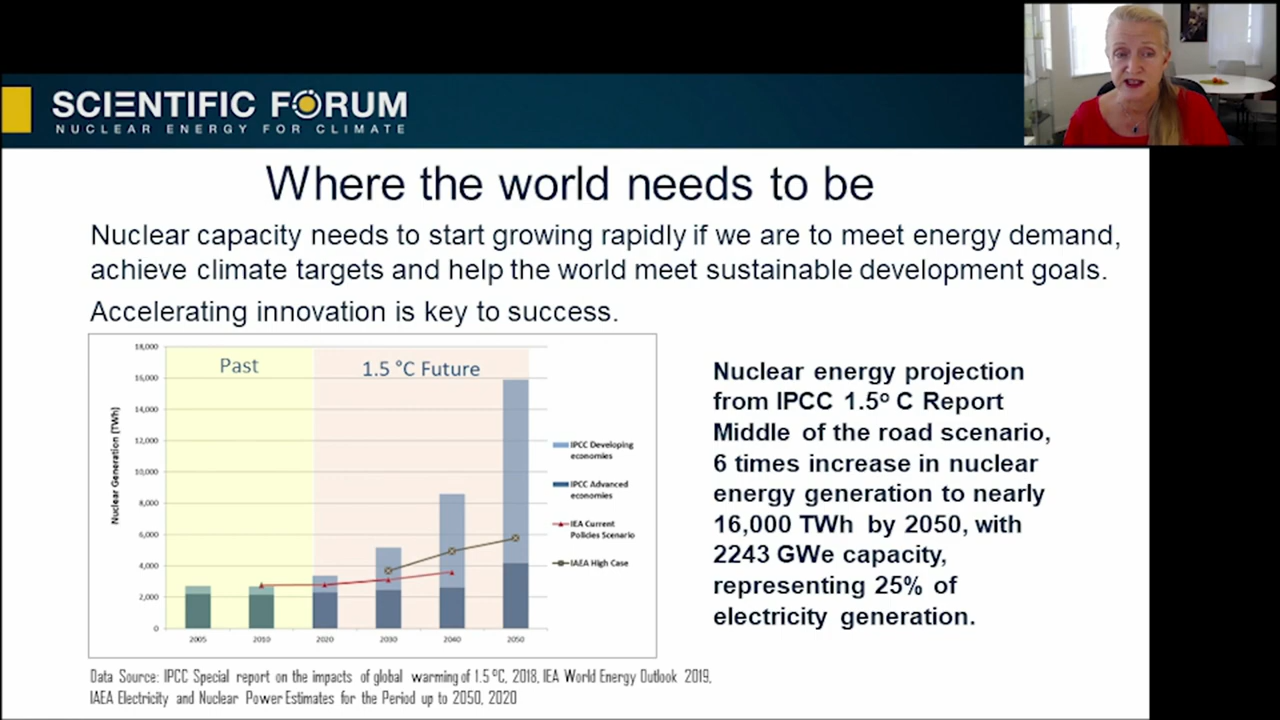 SCIENTIFIC FORUM
NUCLEAR ENERGY FOR CLIMATE
Where the world needs to be
Nuclear capacity needs to start growing rapidly if we are to meet energy demand,
achieve climate targets and help the world meet sustainable development goals.
Accelerating innovation is key to success.
Past
1.5 °C Future
18,000
16,000
14,000
12,000
10,000
8,000
6,000
4,000
2,000
0
Nuclear Generation (TWh)
2005
2010
2020
2030
2040
2050
IPCC Developing
economies
IPCC Advanced
economies
IEA Current
Policies Scenario
IAEA High Case
Nuclear energy projection
from IPCC 1.5º C Report
Middle of the road scenario,
6 times increase in nuclear
energy generation to nearly
16,000 TWh by 2050, with
2243 GWe capacity,
representing 25% of
electricity generation.
Data Source: IPCC Special report on the impacts of global warming of 1.5 ºC, 2018, IEA World Energy Outlook 2019,
IAEA Electricity and Nuclear Power Estimates for the Period up to 2050, 2020